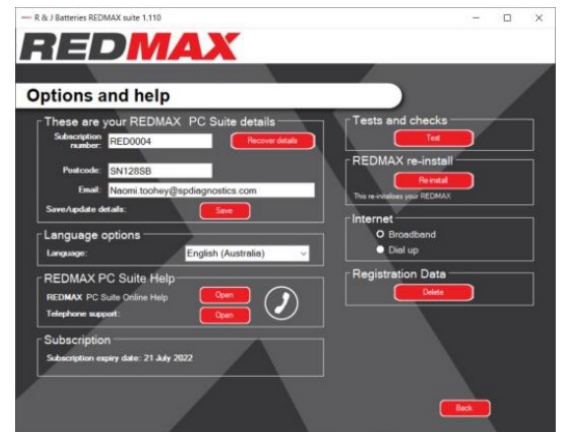 R & J Batteries REDMAX suite 1.110
REDMAX
Options and help
These are your REDMAX PC Suite details
Subscription number: RED0004
Recover details
Postcode: SN128SB
Email: Naomi.toohey@spdiagnostics.com
Save/update details: Save
Language options
Language: English (Australia)
REDMAX PC Suite Help
REDMAX PC Suite Online Help Open
Telephone support: Open
Subscription
Subscription expiry date: 21 July 2022
Tests and checks
Test
REDMAX re-install
Re-install
This re-initialises your REDMAX
Internet
Broadband
Dial up
Registration Data
Delete
Back